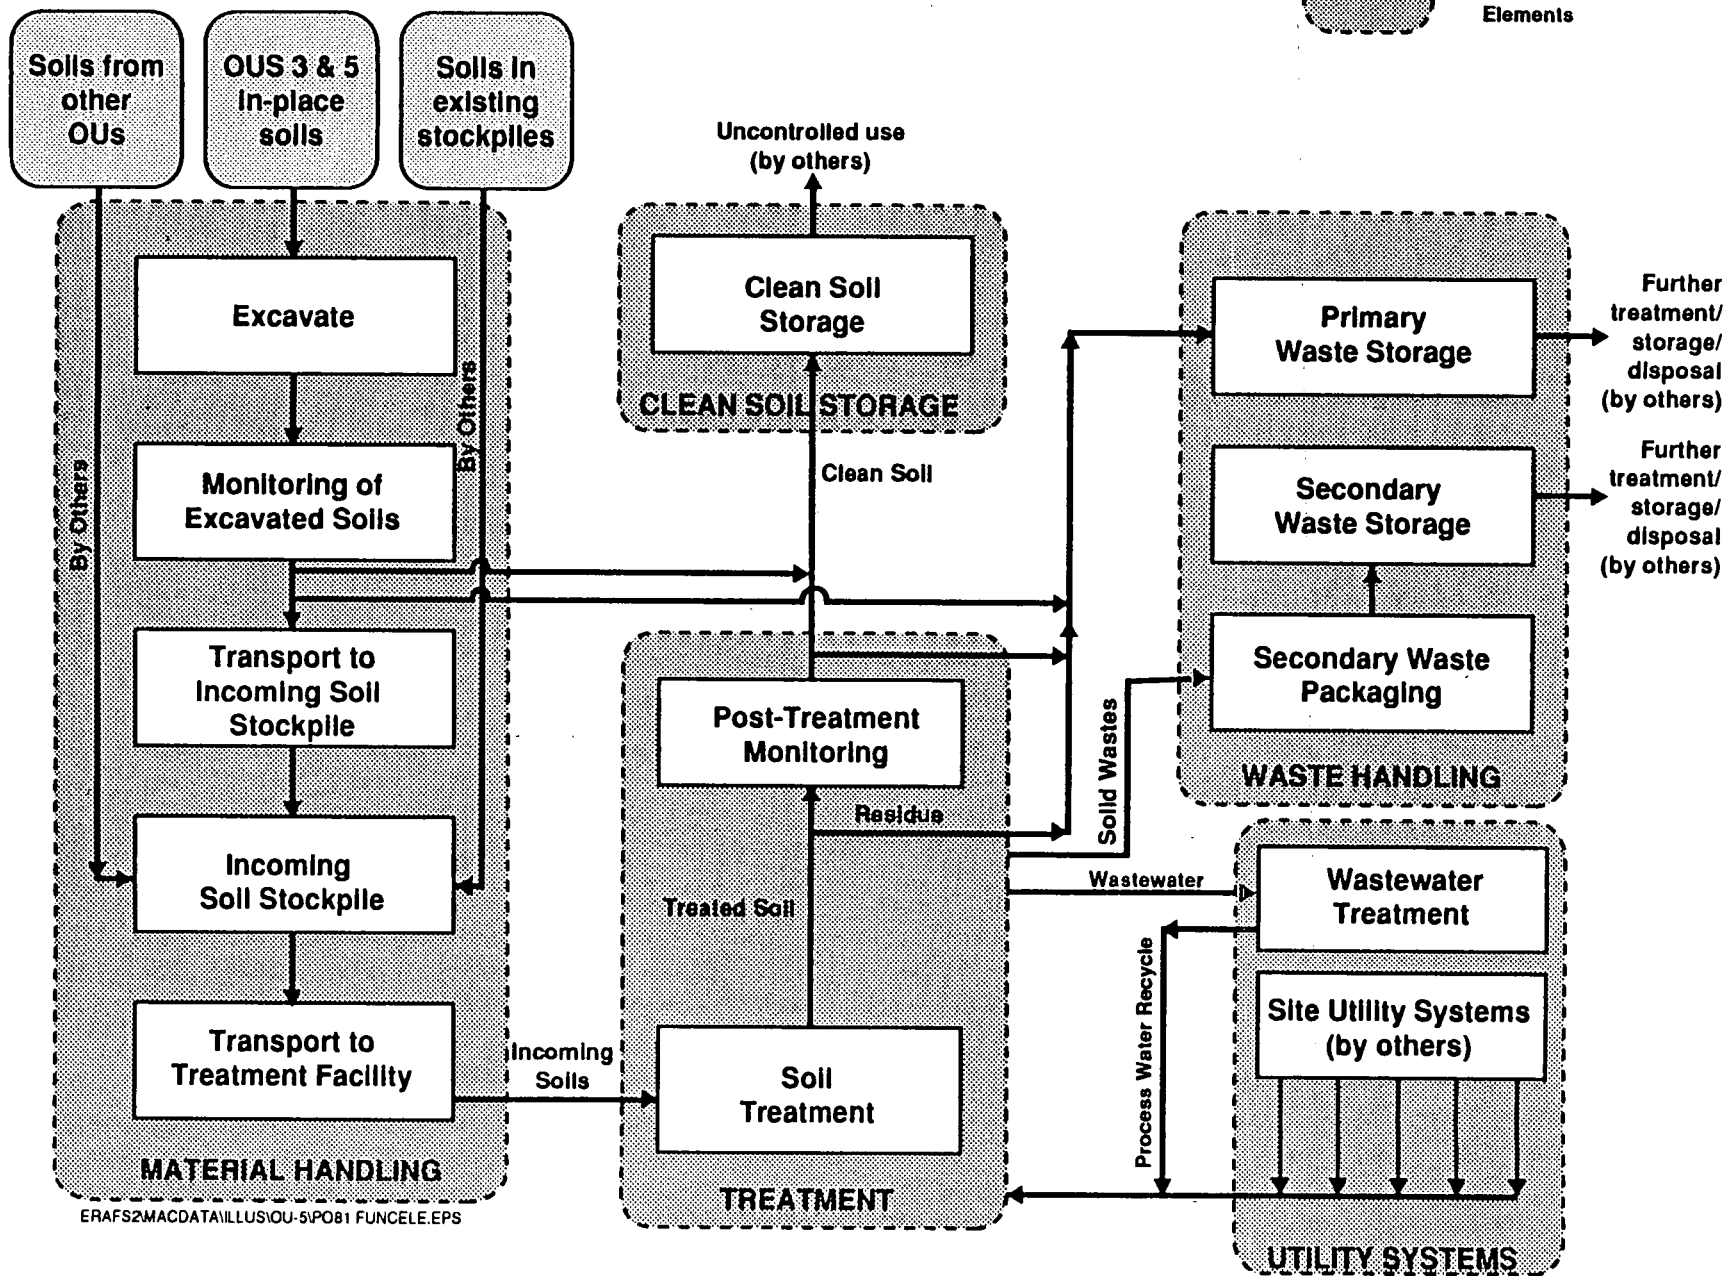 Elements
Soils from
other
OUs
OUS 3 & 5
in-place
soils
Soils in
existing
stockpiles
By Others
By Others
Excavate
Monitoring of
Excavated Soils
Transport to
Incoming Soil
Stockpile
Incoming
Soil Stockpile
Transport to
Treatment Facility
MATERIAL HANDLING
ERAFS2\MACDATA\ILLUS\OU-5\PO81 FUNCELE.EPS
Incoming
Soils
Uncontrolled use
(by others)
Clean Soil
Storage
CLEAN SOIL STORAGE
Clean Soil
Post-Treatment
Monitoring
Residue
Treated Soil
Soil
Treatment
TREATMENT
Solid Wastes
Wastewater
Process Water Recycle
Primary
Waste Storage
Secondary
Waste Storage
Secondary Waste
Packaging
WASTE HANDLING
Further
treatment/
storage/
disposal
(by others)
Further
treatment/
storage/
disposal
(by others)
Wastewater
Treatment
Site Utility Systems
(by others)
UTILITY SYSTEMS